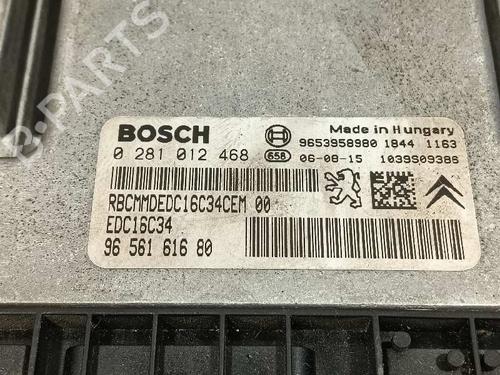 B-PARTS
BOSCH
Made in Hungary
9653958980 1844 1163
0 281 012 468 658 06-08-15 1039S09386
RBCMMDEDC16C34CEM 00
EDC16C34
96 561 616 80